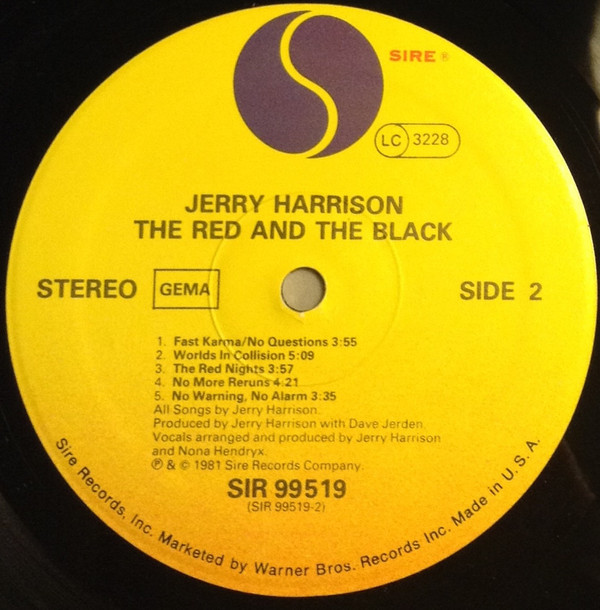 SIRE ®
LC 3228
JERRY HARRISON
THE RED AND THE BLACK
STEREO GEMA SIDE 2
1. Fast Karma/No Questions 3:55
2. Worlds In Collision 5:09
3. The Red Nights 3:57
4. No More Reruns 4:21
5. No Warning, No Alarm 3:35
All Songs by Jerry Harrison.
Produced by Jerry Harrison with Dave Jerden.
Vocals arranged and produced by Jerry Harrison
and Nona Hendryx.
℗ & © 1981 Sire Records Company.
SIR 99519
(SIR 99519-2)
Sire Records, Inc. Marketed by Warner Bros. Records Inc. Made in U. S. A.